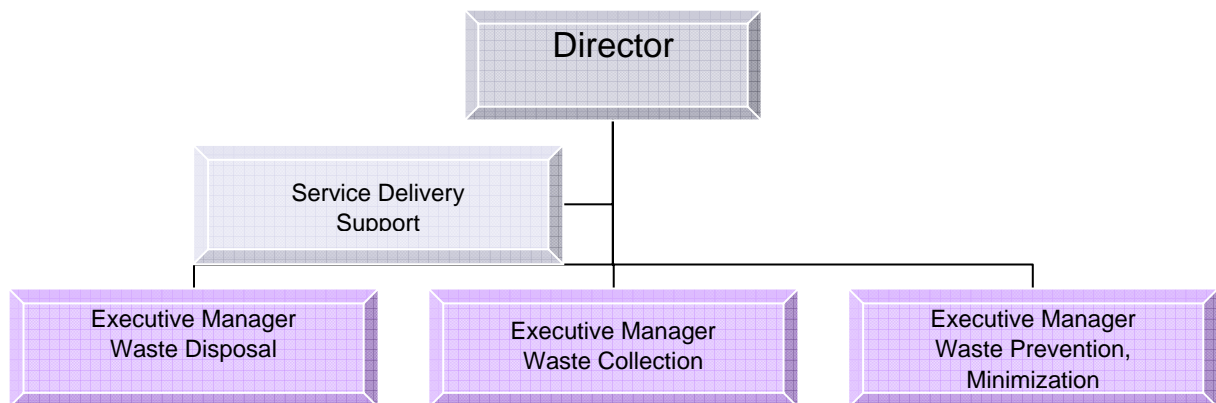 Director
Service Delivery
Support
Executive Manager
Waste Disposal
Executive Manager
Waste Collection
Executive Manager
Waste Prevention,
Minimization